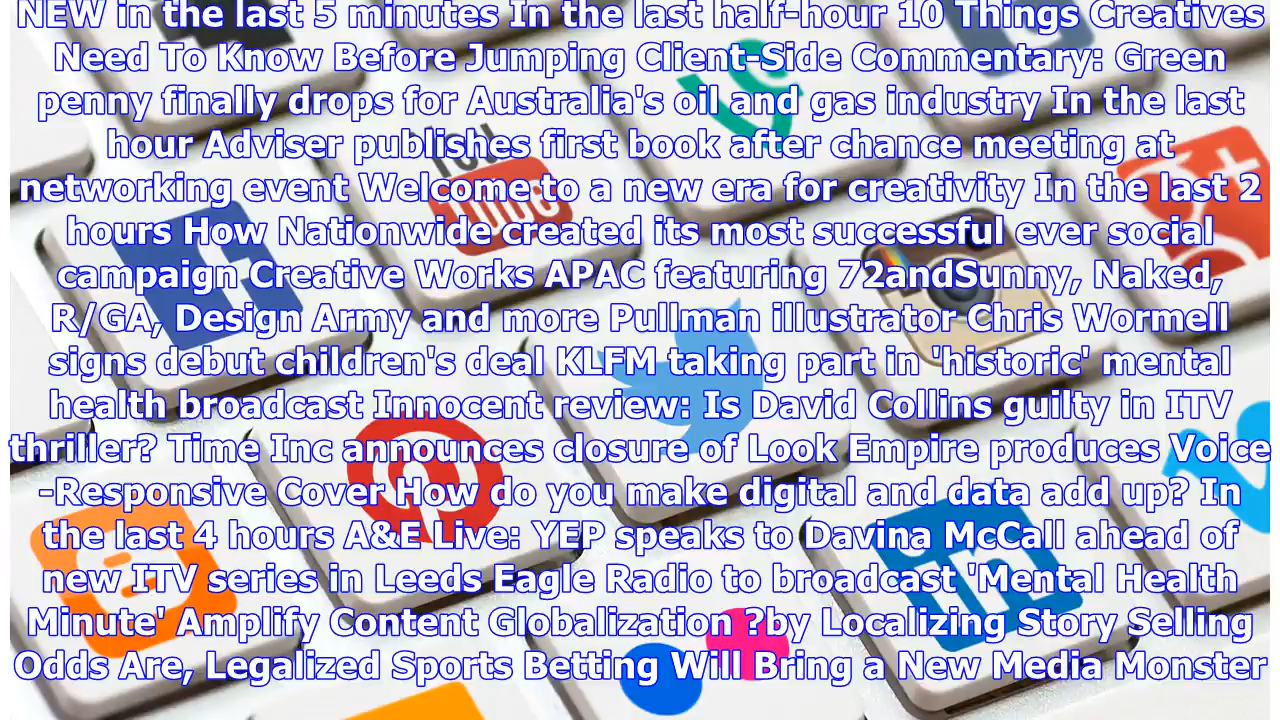 NEW in the last 5 minutes In the last half-hour 10 Things Creatives
Need To Know Before Jumping Client-Side Commentary: Green
penny finally drops for Australia's oil and gas industry In the last
hour Adviser publishes first book after chance meeting at
networking event Welcome to a new era for creativity In the last 2
hours How Nationwide created its most successful ever social
campaign Creative Works APAC featuring 72andSunny, Naked,
R/GA, Design Army and more Pullman illustrator Chris Wormell
signs debut children's deal KLFM taking part in 'historic' mental
health broadcast Innocent review: Is David Collins guilty in ITV
thriller? Time Inc announces closure of Look Empire produces Voice
-Responsive Cover How do you make digital and data add up? In
the last 4 hours A&E Live: YEP speaks to Davina McCall ahead of
new ITV series in Leeds Eagle Radio to broadcast 'Mental Health
Minute' Amplify Content Globalization ?by Localizing Story Selling
Odds Are, Legalized Sports Betting Will Bring a New Media Monster
You
Tube
in